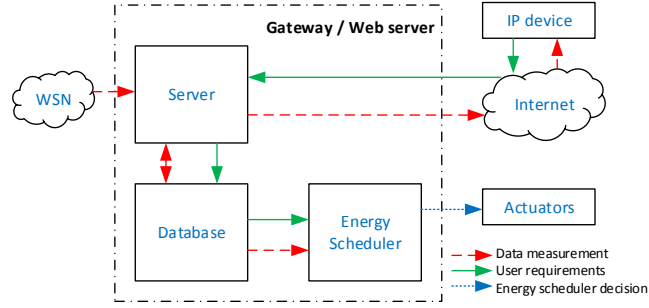 Gateway / Web server
IP device
WSN
Server
Internet
Database
Energy
Scheduler
Actuators
Data measurement
User requirements
Energy scheduler decision